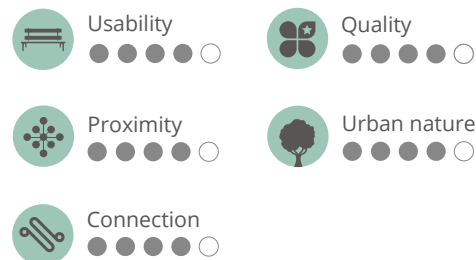 Usability
Quality
Proximity
Urban nature
Connection